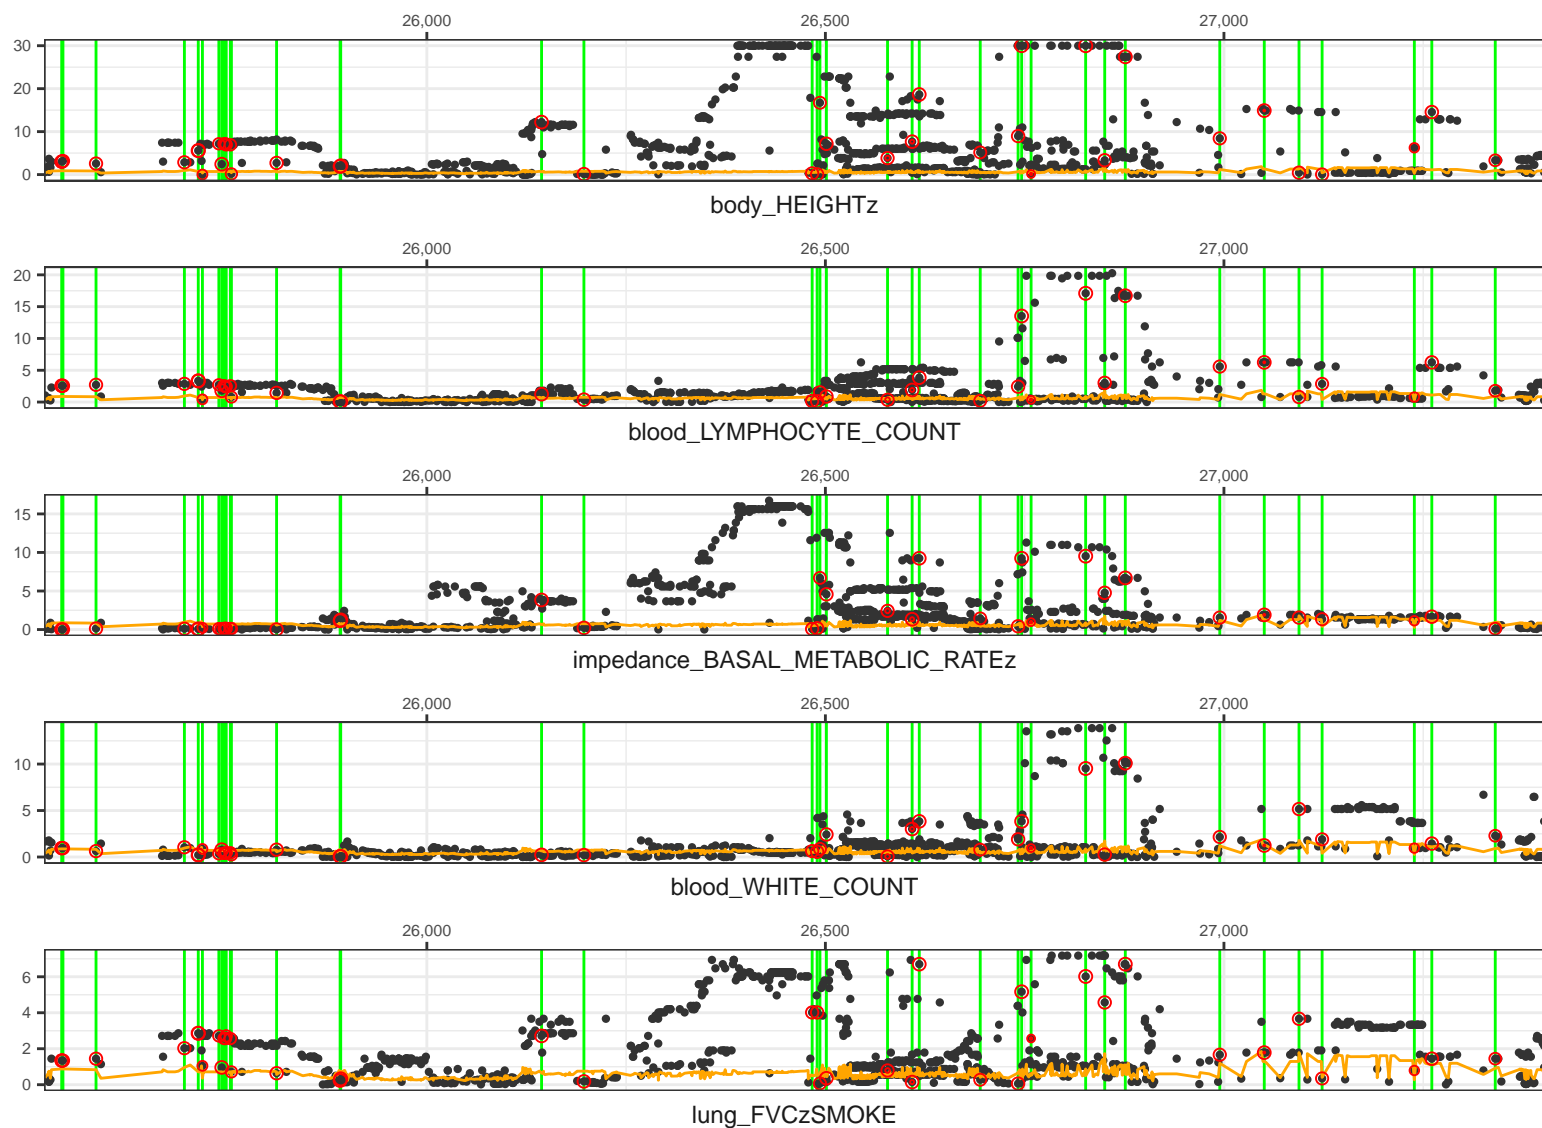 26,000 26,500 27,000
30
20
10
0
body_HEIGHTz
26,000 26,500 27,000
20
15
10
5
0
blood_LYMPHOCYTE_COUNT
26,000 26,500 27,000
15
10
5
0
impedance_BASAL_METABOLIC_RATEz
26,000 26,500 27,000
10
5
0
blood_WHITE_COUNT
26,000 26,500 27,000
6
4
2
0
lung_FVCzSMOKE